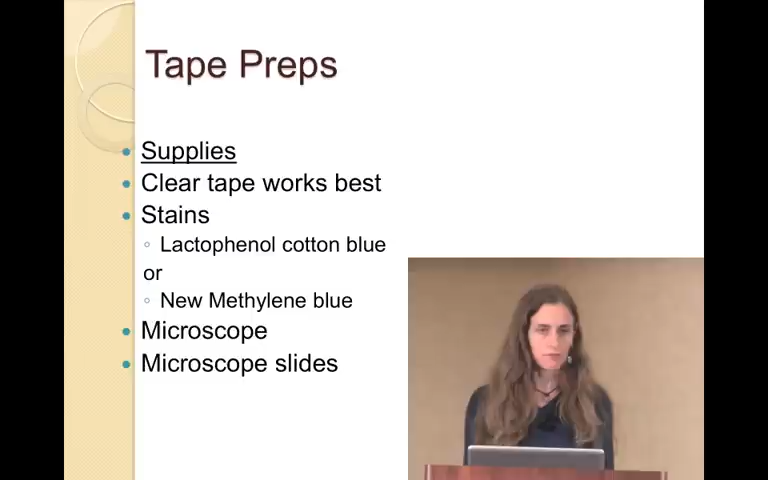 Tape Preps
Supplies
Clear tape works best
Stains
Lactophenol cotton blue
or
New Methylene blue
Microscope
Microscope slides